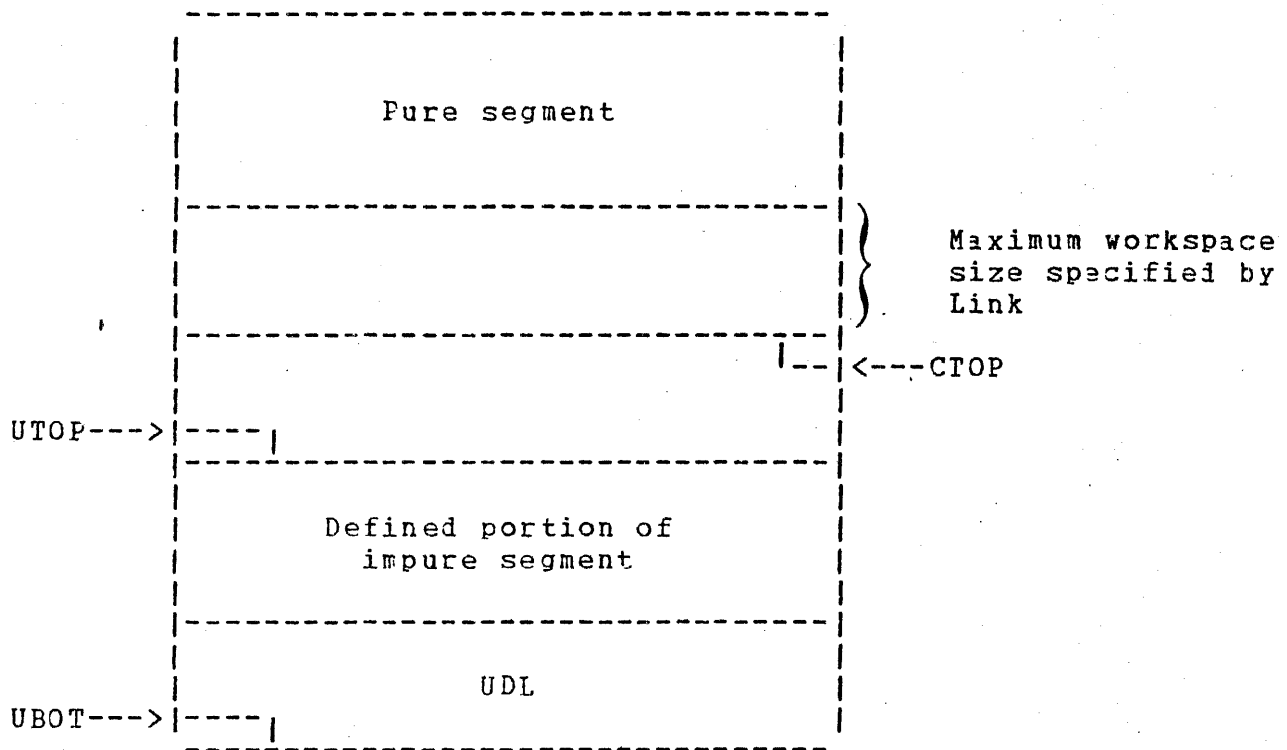 Pure segment
Maximum workspace
size specified by
Link
<---CTOP
UTOP--->
Defined portion of
impure segment
UDL
UBOT--->